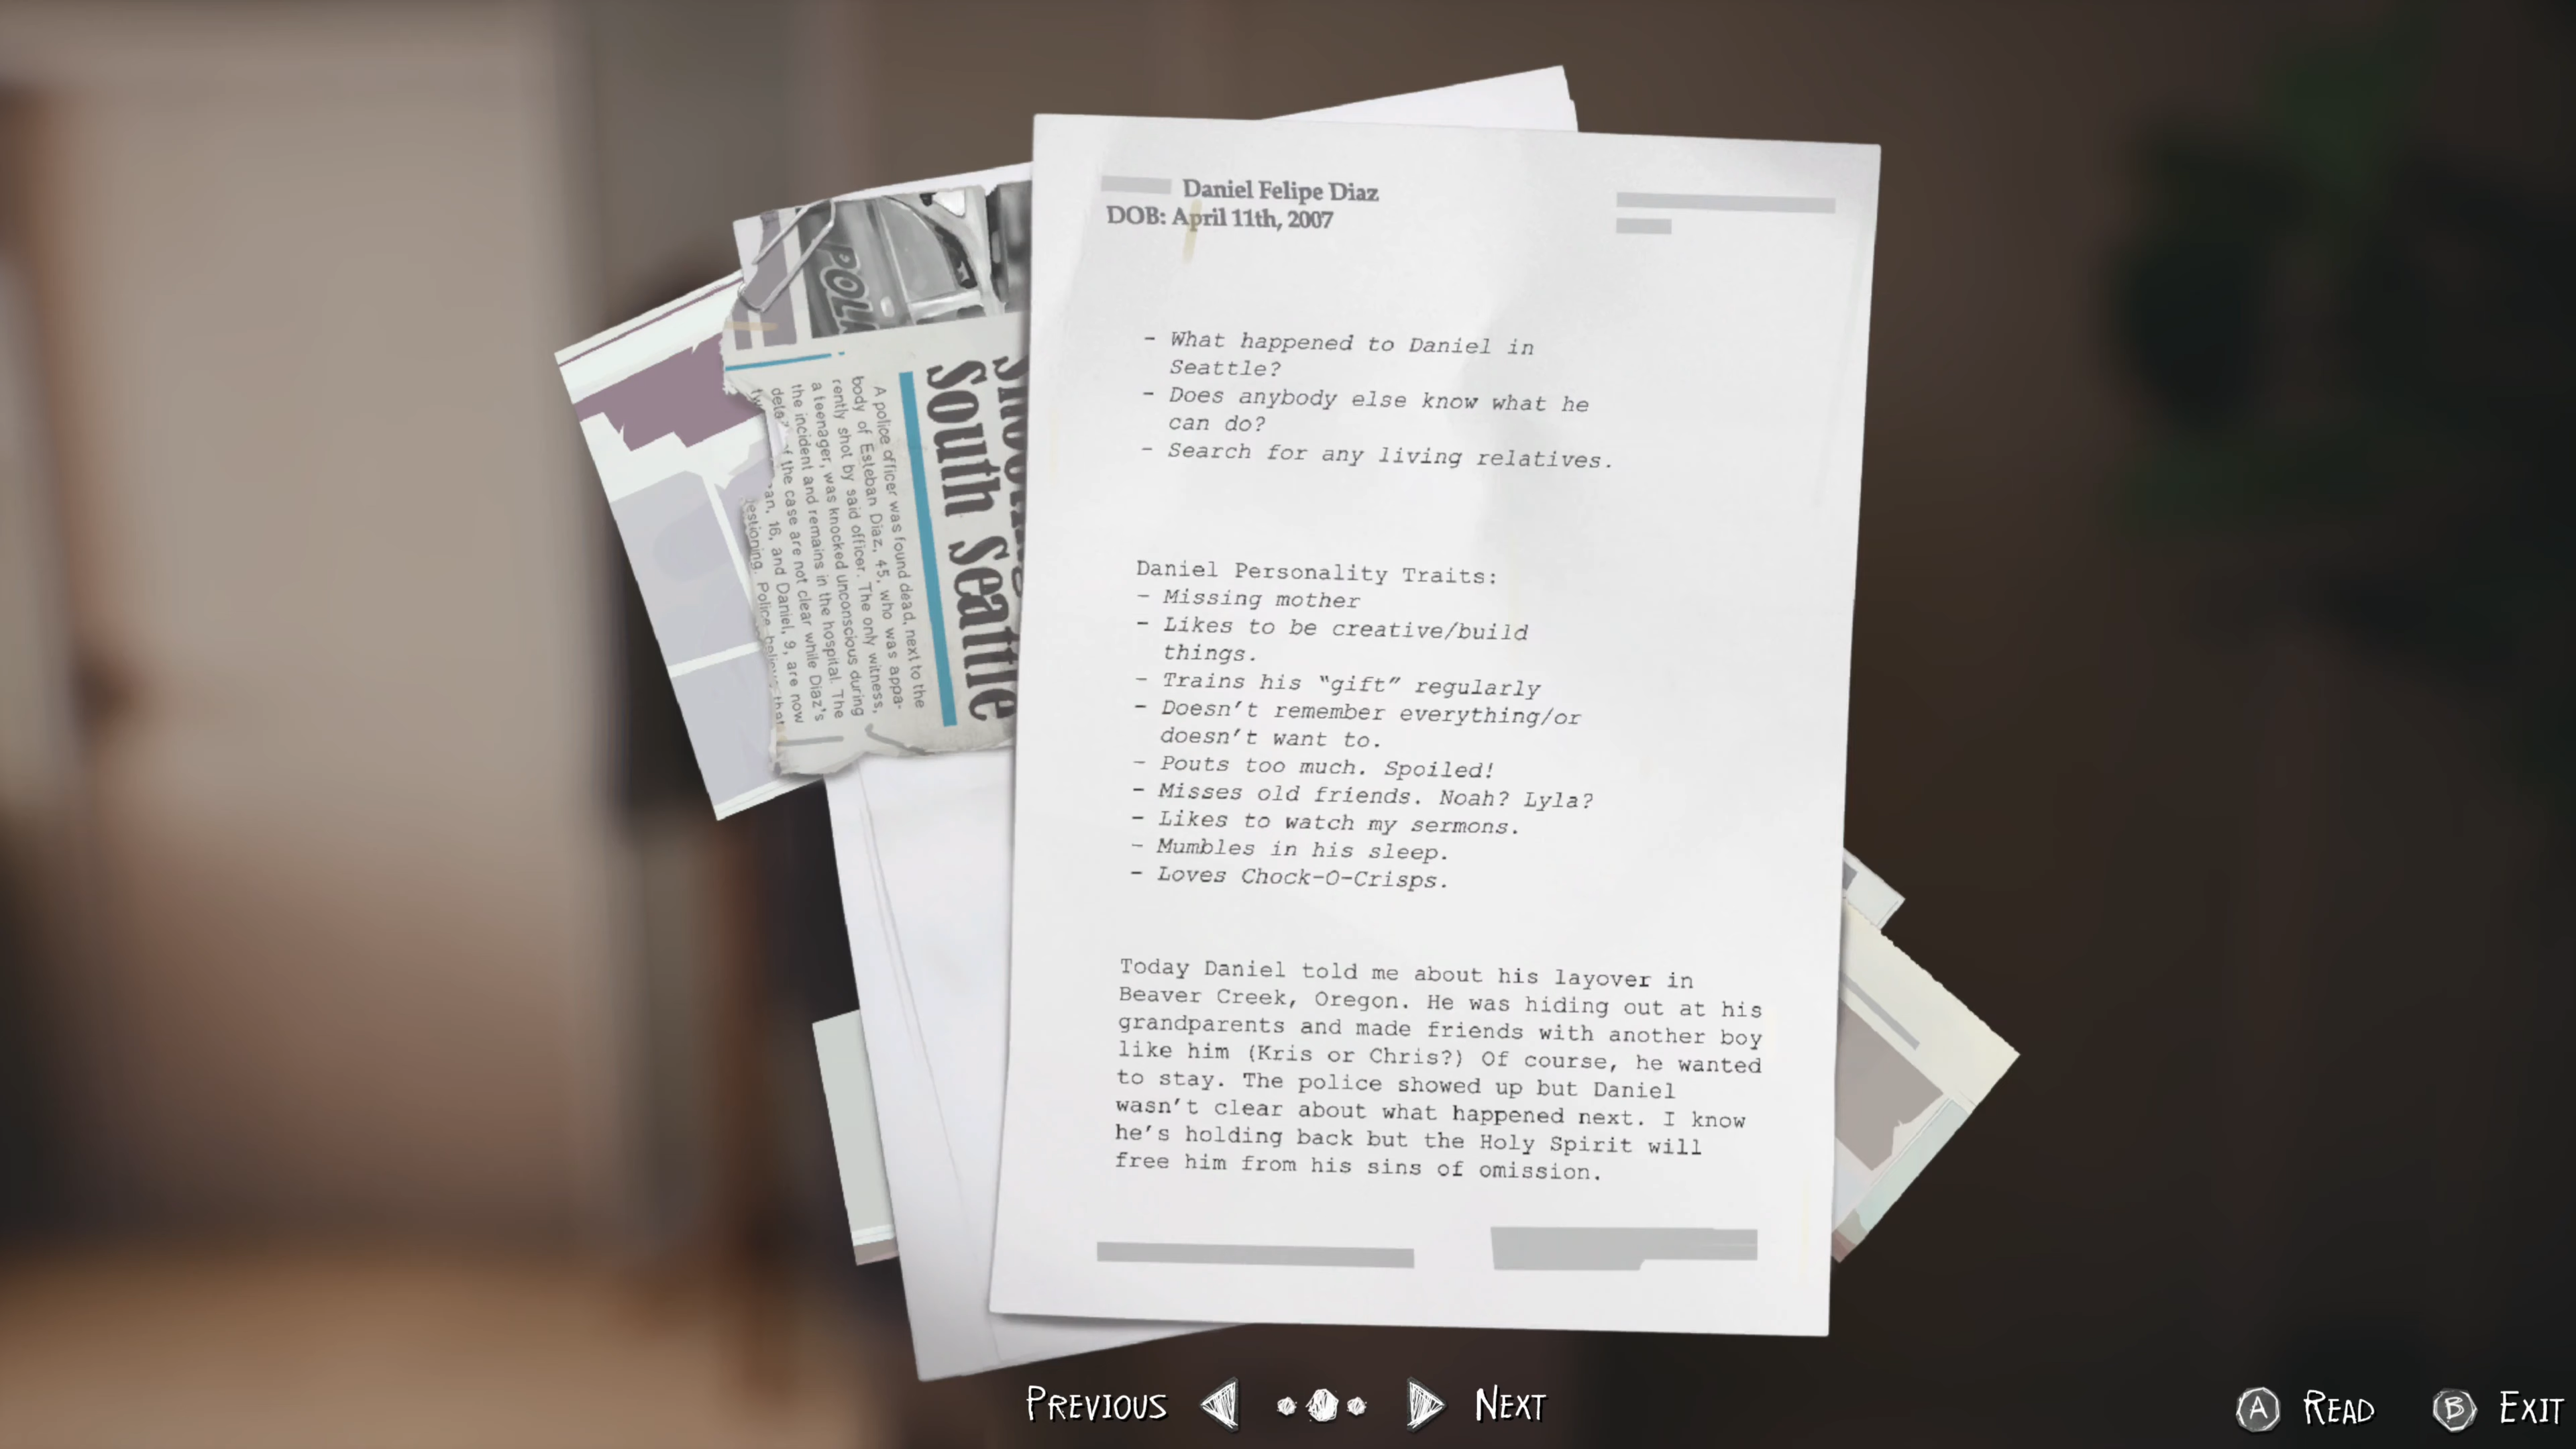 Daniel Felipe Diaz
DOB: April 11th, 2007
- What happened to Daniel in
Seattle?
- Does anybody else know what he
can do?
- Search for any living relatives.
Daniel Personality Traits:
- Missing mother
- Likes to be creative/build
things.
- Trains his “gift” regularly
- Doesn’t remember everything/or
doesn’t want to.
- Pouts too much. Spoiled!
- Misses old friends. Noah? Lyla?
- Likes to watch my sermons.
- Mumbles in his sleep.
- Loves Chock-O-Crisps.
Today Daniel told me about his layover in
Beaver Creek, Oregon. He was hiding out at his
grandparents and made friends with another boy
like him (Kris or Chris?) Of course, he wanted
to stay. The police showed up but Daniel
wasn’t clear about what happened next. I know
he’s holding back but the Holy Spirit will
free him from his sins of omission.
South Seattle
A police officer was found dead, next to the
body of Esteban Diaz, 45, who was appa-
rently shot by said officer. The only witness,
a teenager, was knocked unconscious during
the incident and remains in the hospital. The
of the case are not clear while Diaz’s
16, and Daniel, 9, are now
Police
POLI
PREVIOUS
NEXT
A READ
B EXIT